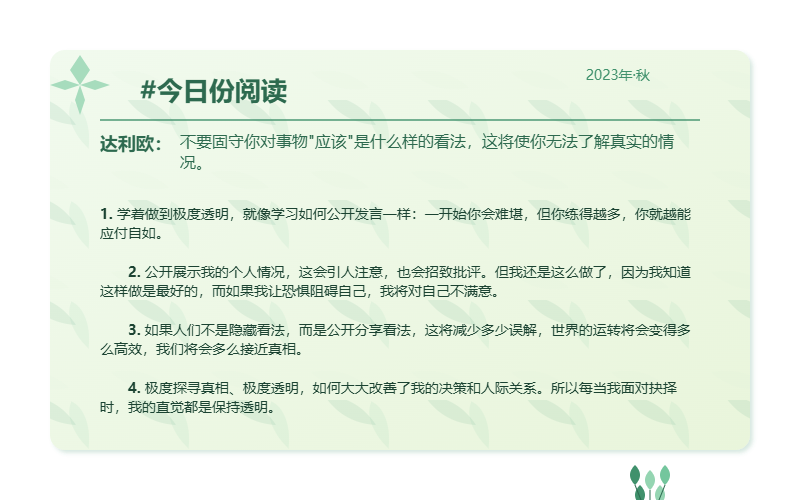 #今日份阅读
2023年·秋
达利欧：
不要固守你对事物"应该"是什么样的看法，这将使你无法了解真实的情
况。
1. 学着做到极度透明，就像学习如何公开发言一样：一开始你会难堪，但你练得越多，你就越能
应付自如。
2. 公开展示我的个人情况，这会引人注意，也会招致批评。但我还是这么做了，因为我知道
这样做是最好的，而如果我让恐惧阻碍自己，我将对自己不满意。
3. 如果人们不是隐藏看法，而是公开分享看法，这将减少多少误解，世界的运转将会变得多
么高效，我们将会多么接近真相。
4. 极度探寻真相、极度透明，如何大大改善了我的决策和人际关系。所以每当我面对抉择
时，我的直觉都是保持透明。